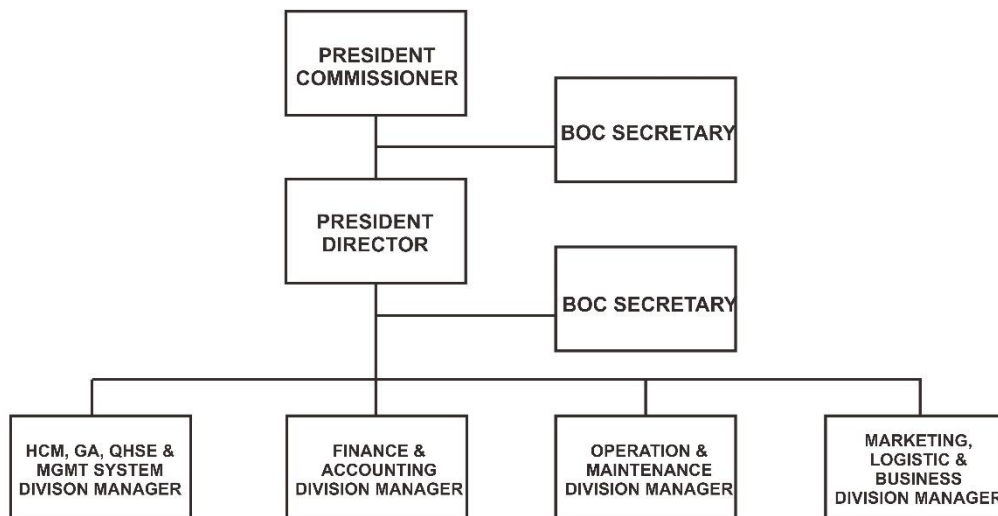 PRESIDENT
COMMISSIONER
BOC SECRETARY
PRESIDENT
DIRECTOR
BOC SECRETARY
HCM, GA, QHSE &
MGMT SYSTEM
DIVISON MANAGER
FINANCE &
ACCOUNTING
DIVISION MANAGER
OPERATION &
MAINTENANCE
DIVISION MANAGER
MARKETING,
LOGISTIC &
BUSINESS
DIVISION MANAGER